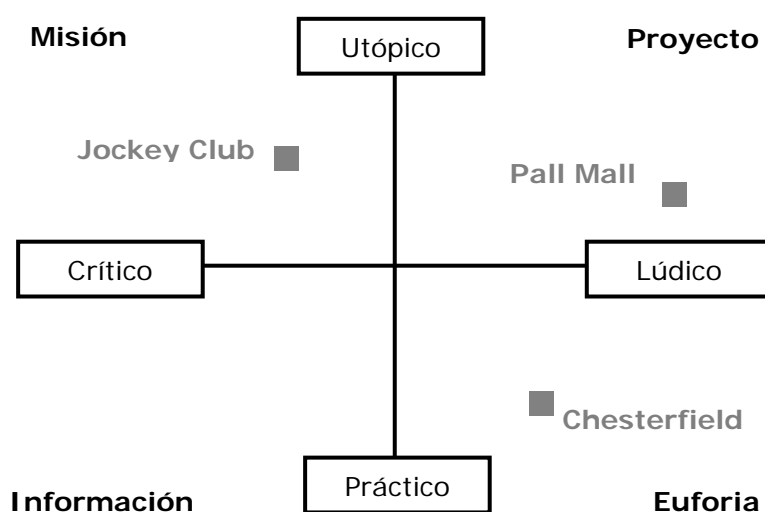 Misión
Utópico
Proyecto
Jockey Club
Pall Mall
Crítico
Lúdico
Chesterfield
Práctico
Información
Euforia